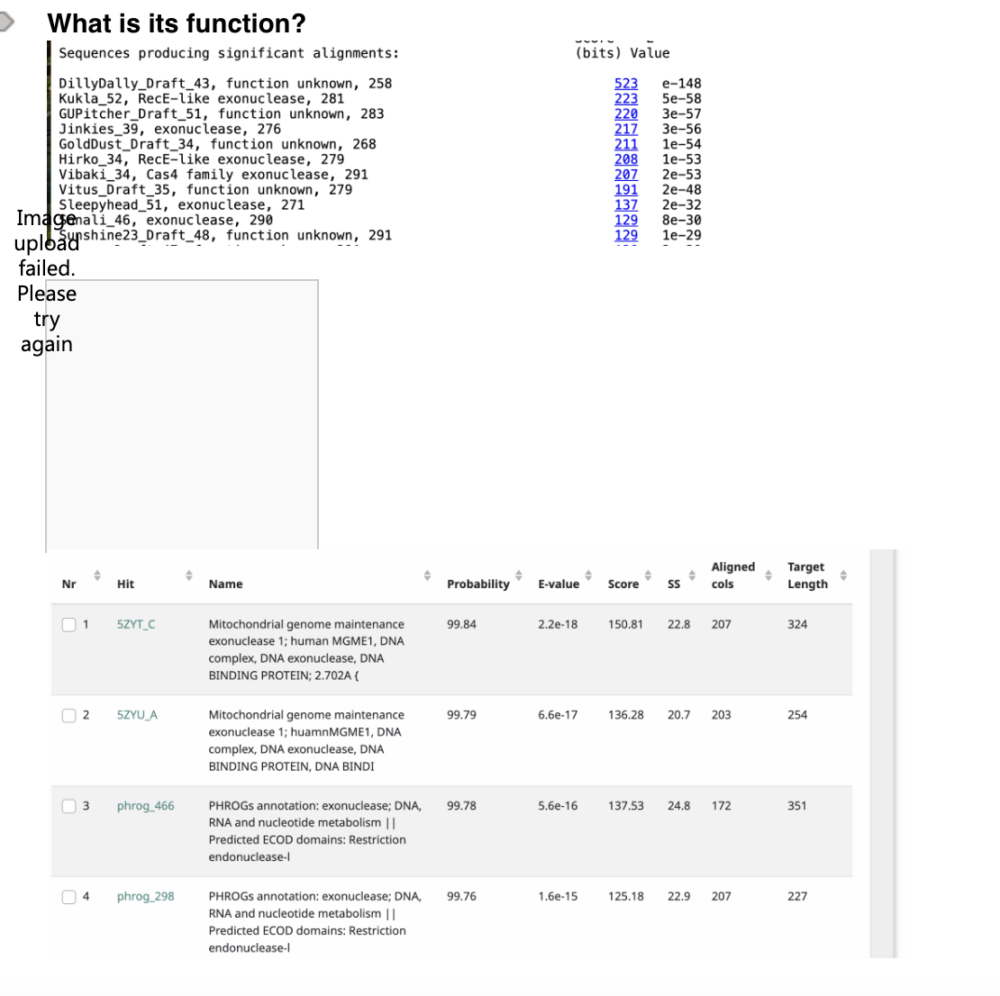 What is its function?
Sequences producing significant alignments: (bits) Value
DillyDally_Draft_43, function unknown, 258 523 e-148
Kukla_52, RecE-like exonuclease, 281 223 5e-58
GUPitcher_Draft_51, function unknown, 283 220 3e-57
Jinkies_39, exonuclease, 276 217 3e-56
GoldDust_Draft_34, function unknown, 268 211 1e-54
Hirko_34, RecE-like exonuclease, 279 208 1e-53
Vibaki_34, Cas4 family exonuclease, 291 207 2e-53
Vitus_Draft_35, function unknown, 279 191 2e-48
Sleepyhead_51, exonuclease, 271 137 2e-32
exonuclease, 290 129 8e-30
Sunshine23_Draft_48, function unknown, 291 129 1e-29
Image
upload
failed.
Please
try
again
Nr Hit Name Probability E-value Score SS Aligned cols Target Length
1 5ZYT_C Mitochondrial genome maintenance 99.84 2.2e-18 150.81 22.8 207 324
exonuclease 1; human MGME1, DNA
complex, DNA exonuclease, DNA
BINDING PROTEIN; 2.702A {
2 5ZYU_A Mitochondrial genome maintenance 99.79 6.6e-17 136.28 20.7 203 254
exonuclease 1; huamnMGME1, DNA
complex, DNA exonuclease, DNA
BINDING PROTEIN, DNA BINDI
3 phrog_466 PHROGs annotation: exonuclease; DNA, 99.78 5.6e-16 137.53 24.8 172 351
RNA and nucleotide metabolism ||
Predicted ECOD domains: Restriction
endonuclease-l
4 phrog_298 PHROGs annotation: exonuclease; DNA, 99.76 1.6e-15 125.18 22.9 207 227
RNA and nucleotide metabolism ||
Predicted ECOD domains: Restriction
endonuclease-l